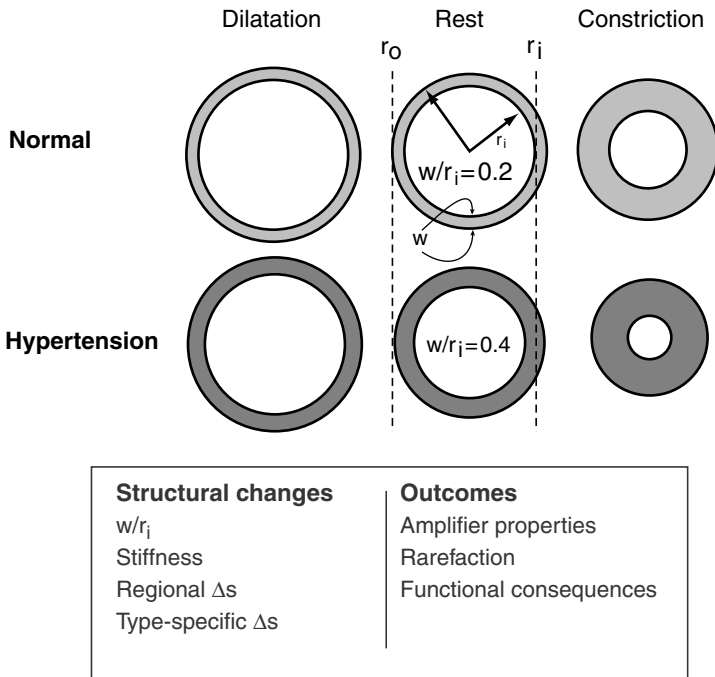 Dilatation Rest Constriction
r_o r_i
Normal
r_i
w/r_i=0.2
w
Hypertension
w/r_i=0.4
Structural changes
w/r_i
Stiffness
Regional Δs
Type-specific Δs
Outcomes
Amplifier properties
Rarefaction
Functional consequences